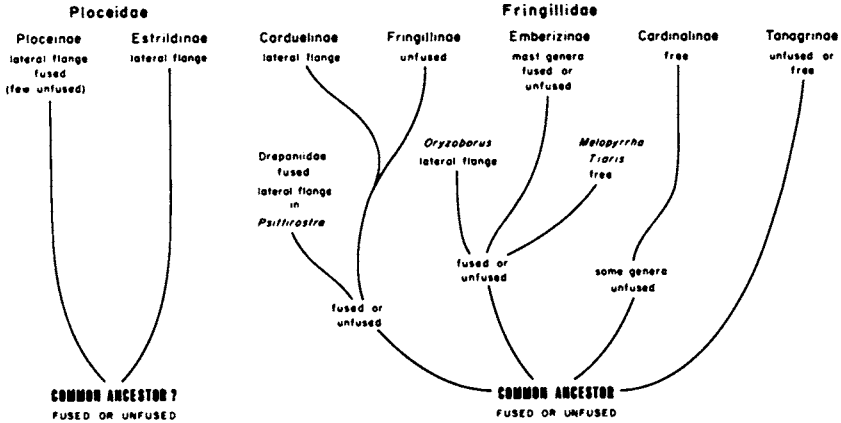 Ploceidae
Fringillidae
Ploceinae
lateral flange
fused
(few unfused)
Estrildinae
lateral flange
Carduelinae
lateral flange
Fringillinae
unfused
Emberizinae
mast genera
fused or
unfused
Cardinalinae
free
Tanagrinae
unfused or
free
Drepaniidae
fused
lateral flange
in
Psittirostra
Oryzoborus
lateral flange
Melopyrrha
Tiaris
free
fused or
unfused
some genera
unfused
fused or
unfused
COMMON ANCESTOR ?
FUSED OR UNFUSED
COMMON ANCESTOR
FUSED OR UNFUSED